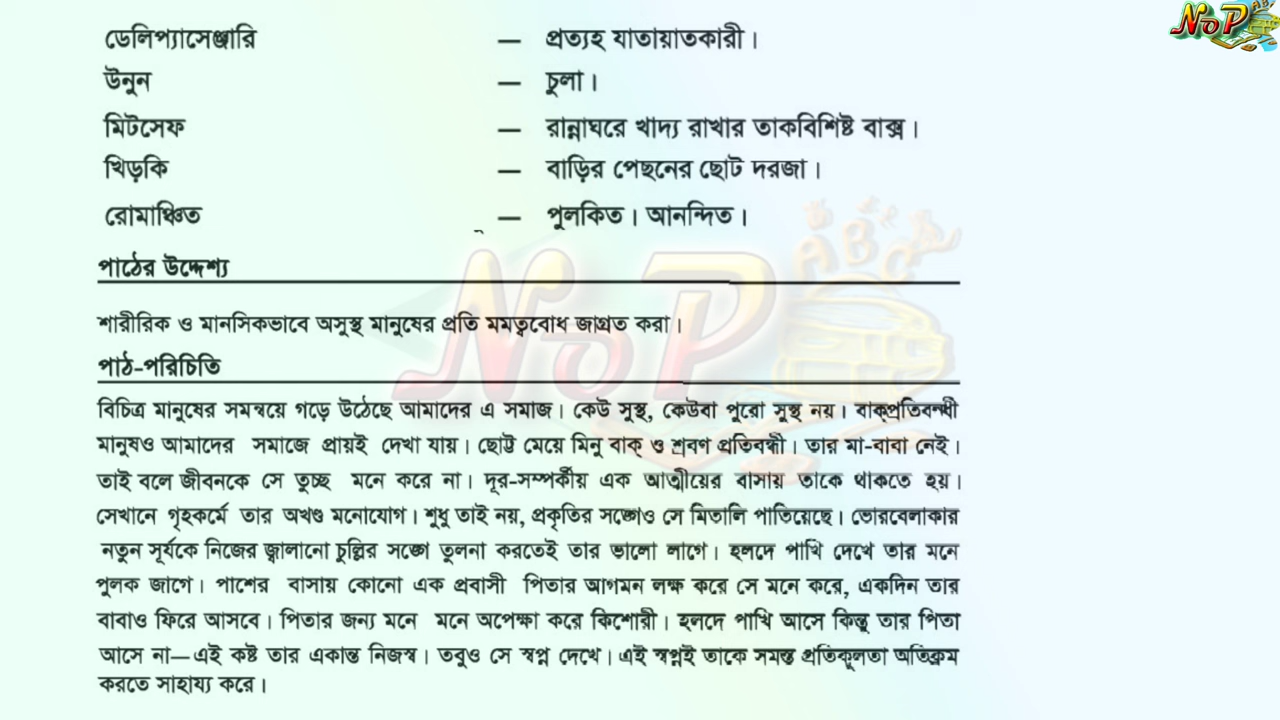 ডেলিপ্যাসেঞ্জারি — প্রত্যহ যাতায়াতকারী।
উনুন — চুলা।
মিটসেফ — রান্নাঘরে খাদ্য রাখার তাকবিশিষ্ট বাক্স।
খিড়কি — বাড়ির পেছনের ছোট দরজা।
রোমাঞ্চিত — পুলকিত। আনন্দিত।
পাঠের উদ্দেশ্য
শারীরিক ও মানসিকভাবে অসুস্থ মানুষের প্রতি মমত্ববোধ জাগ্রত করা।
পাঠ-পরিচিতি
বিচিত্র মানুষের সমন্বয়ে গড়ে উঠেছে আমাদের এ সমাজ। কেউ সুস্থ, কেউবা পুরো সুস্থ নয়। বাক্‌প্রতিবন্ধী
মানুষও আমাদের সমাজে প্রায়ই দেখা যায়। ছোট্ট মেয়ে মিনু বাক্ ও শ্রবণ প্রতিবন্ধী। তার মা-বাবা নেই।
তাই বলে জীবনকে সে তুচ্ছ মনে করে না। দূর-সম্পর্কীয় এক আত্মীয়ের বাসায় তাকে থাকতে হয়।
সেখানে গৃহকর্মে তার অখণ্ড মনোযোগ। শুধু তাই নয়, প্রকৃতির সঙ্গেও সে মিতালি পাতিয়েছে। ভোরবেলাকার
নতুন সূর্যকে নিজের জ্বালানো চুল্লির সঙ্গে তুলনা করতেই তার ভালো লাগে। হলদে পাখি দেখে তার মনে
পুলক জাগে। পাশের বাসায় কোনো এক প্রবাসী পিতার আগমন লক্ষ করে সে মনে করে, একদিন তার
বাবাও ফিরে আসবে। পিতার জন্য মনে মনে অপেক্ষা করে কিশোরী। হলদে পাখি আসে কিন্তু তার পিতা
আসে না—এই কষ্ট তার একান্ত নিজস্ব। তবুও সে স্বপ্ন দেখে। এই স্বপ্নই তাকে সমস্ত প্রতিকূলতা অতিক্রম
করতে সাহায্য করে।
NoP
ABC
NoP
ABC